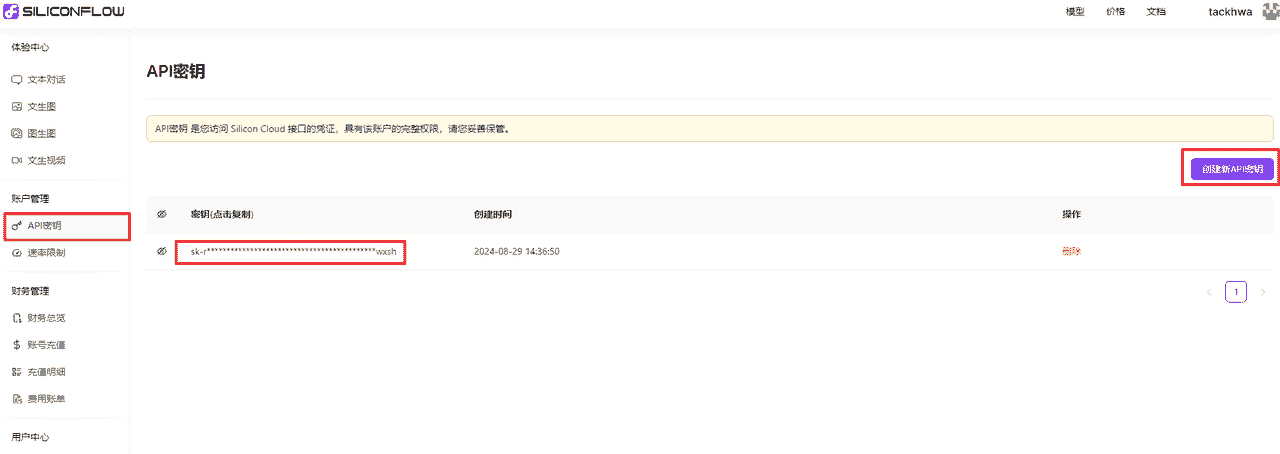 SILICONFLOW
模型 价格 文档 tackhwa
体验中心
文本对话
文生图
图生图
文生视频
账户管理
API密钥
速率限制
财务管理
财务总览
账号充值
充值明细
费用账单
用户中心
API密钥
API密钥 是您访问 Silicon Cloud 接口的凭证，具有该账户的完整权限，请您妥善保管。
创建新API密钥
密钥(点击复制) 创建时间 操作
sk-r******************************************wxsh 2024-08-29 14:36:50 删除
< 1 >